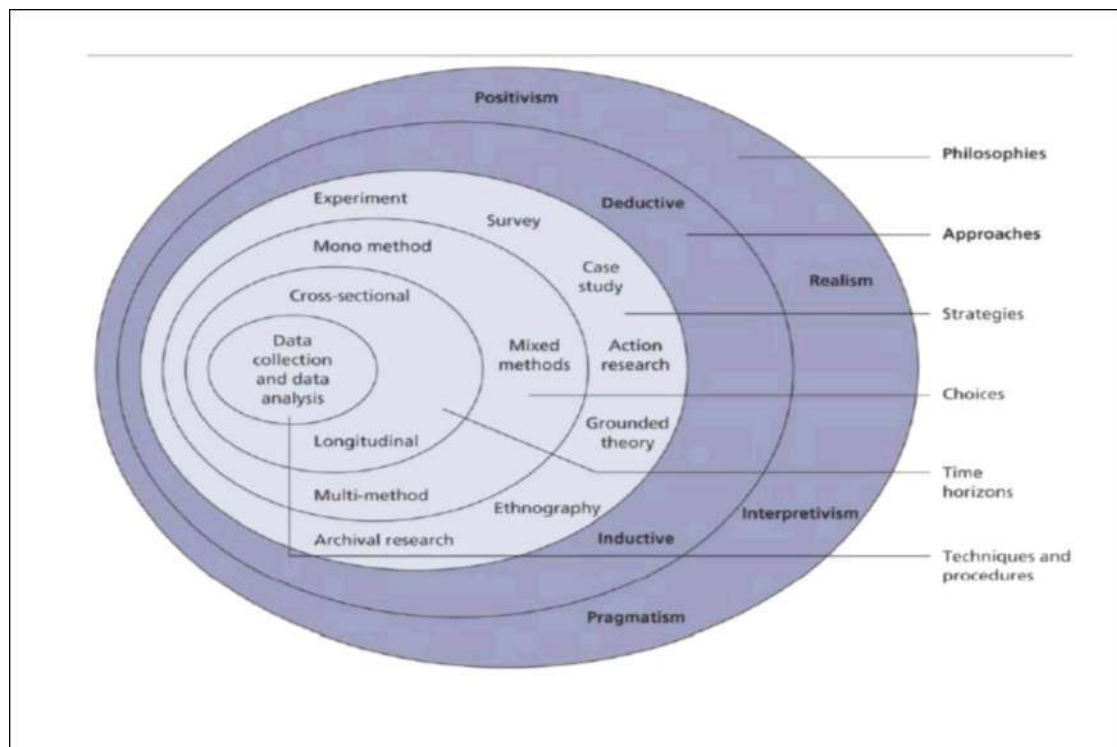 Positivism
Philosophies
Experiment
Deductive
Survey
Approaches
Mono method
Case
study
Realism
Cross-sectional
Strategies
Data
collection
and data
analysis
Mixed
methods
Action
research
Choices
Grounded
theory
Longitudinal
Time
horizons
Multi-method
Ethnography
Interpretivism
Archival research
Inductive
Techniques and
procedures
Pragmatism